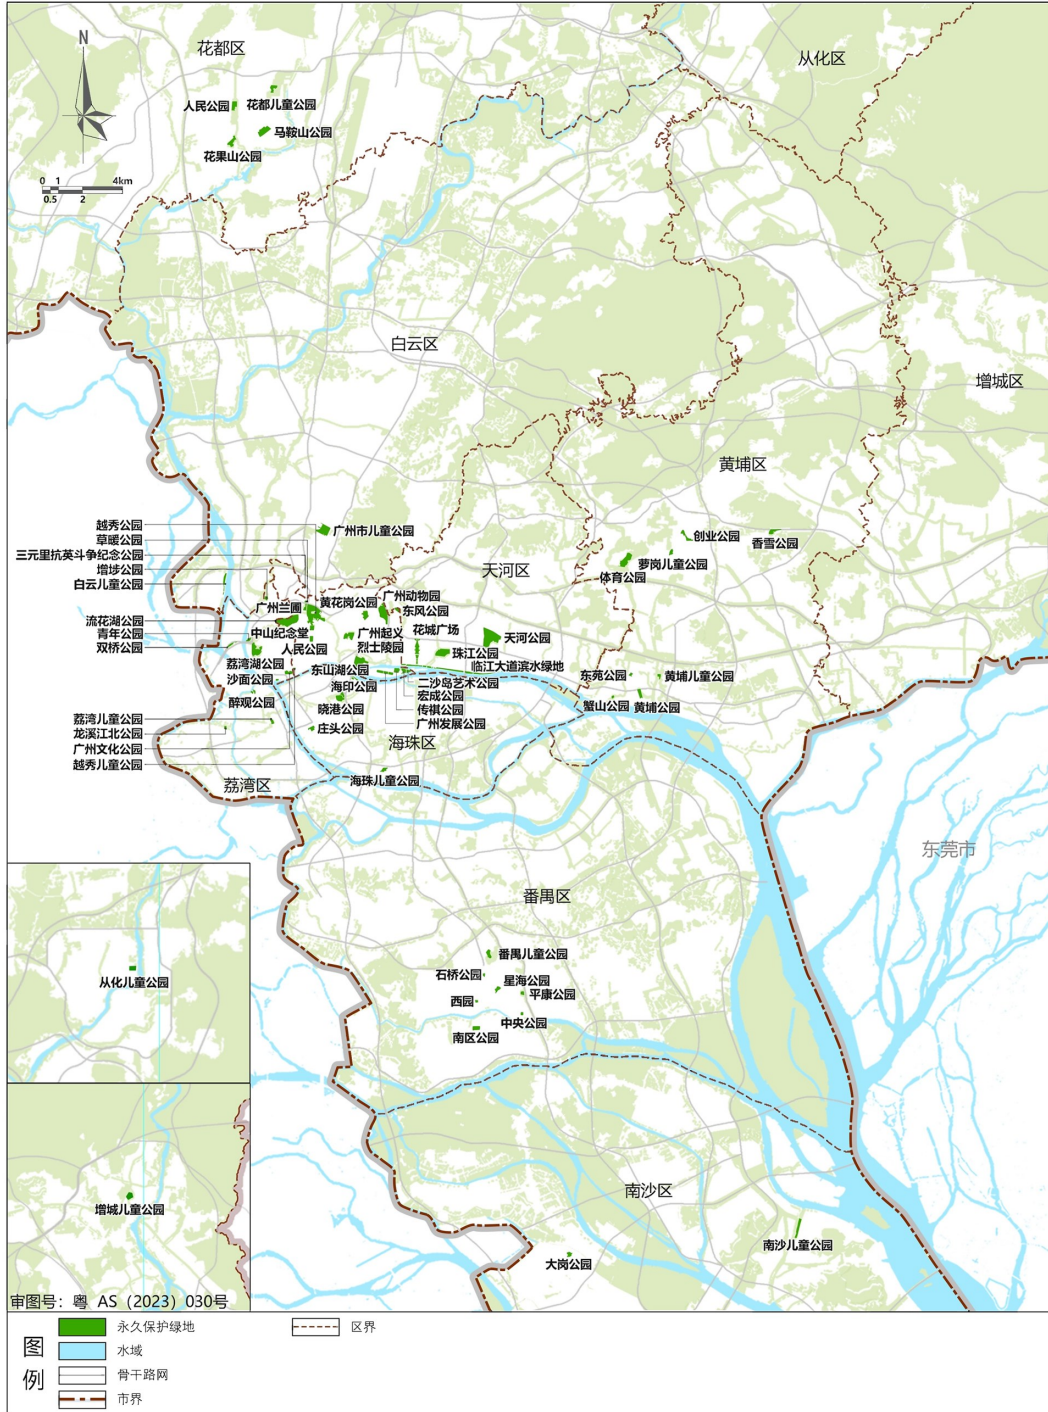 花都区
从化区
N
人民公园
花都儿童公园
马鞍山公园
花果山公园
0 1 4km
0.5 2
白云区
增城区
黄埔区
越秀公园
草暖公园
三元里抗英斗争纪念公园
增埗公园
白云儿童公园
流花湖公园
青年公园
双桥公园
广州市儿童公园
创业公园
香雪公园
萝岗儿童公园
体育公园
天河区
广州兰圃
黄花岗公园
广州动物园
东风公园
中山纪念堂
人民公园
广州起义
烈士陵园
花城广场
天河公园
珠江公园
荔湾湖公园
东山湖公园
临江大道滨水绿地
沙面公园
海印公园
二沙岛艺术公园
东苑公园
黄埔儿童公园
醉观公园
晓港公园
宏成公园
传祺公园
广州发展公园
蟹山公园
黄埔公园
荔湾儿童公园
龙溪江北公园
广州文化公园
越秀儿童公园
庄头公园
海珠区
荔湾区
海珠儿童公园
东莞市
番禺区
番禺儿童公园
石桥公园
星海公园
平康公园
西园
中央公园
南区公园
从化儿童公园
增城儿童公园
南沙区
南沙儿童公园
大岗公园
审图号：粤 AS（2023）030号
图例
永久保护绿地
区界
水域
骨干路网
市界